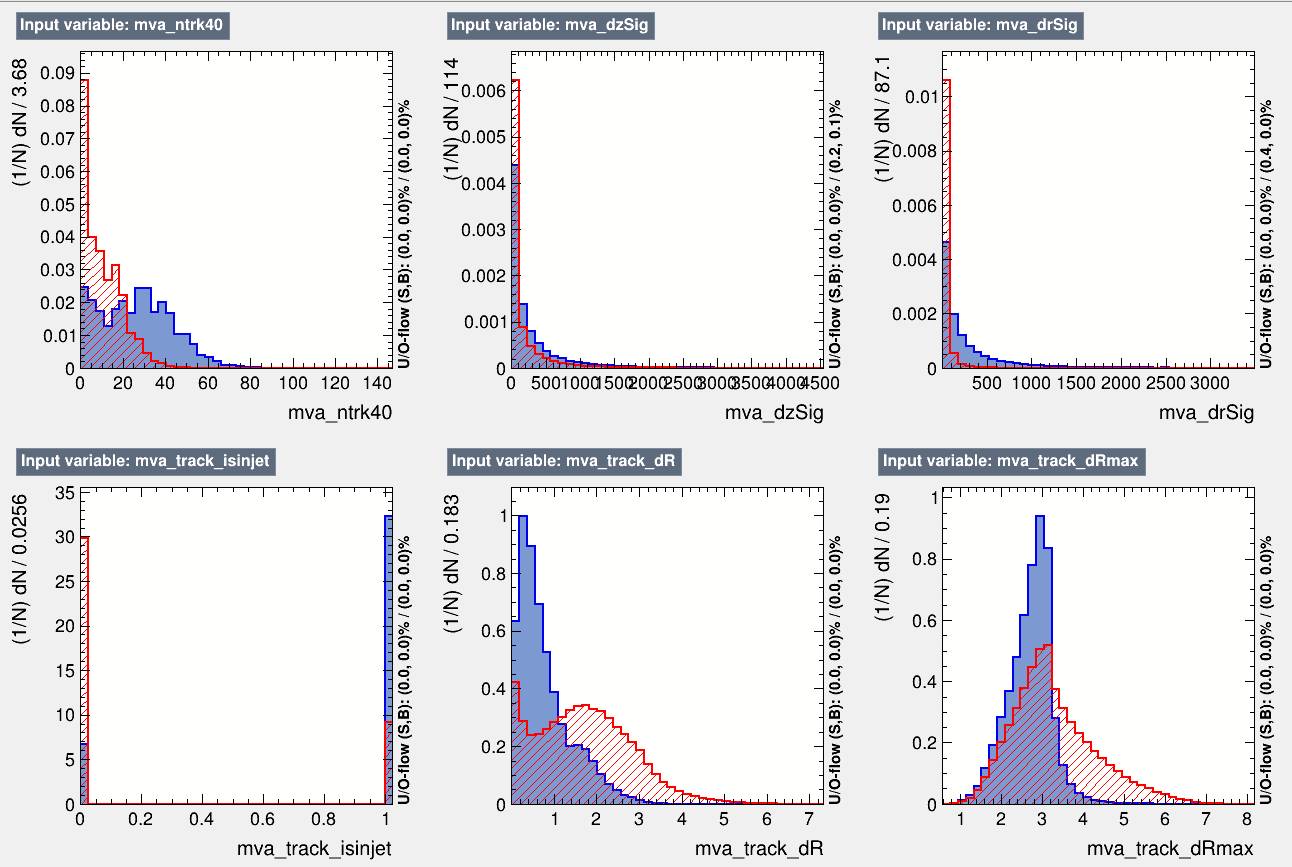 Input variable: mva_ntrk40
(1/N) dN / 3.68
0.09
0.08
0.07
0.06
0.05
0.04
0.03
0.02
0.01
0
0 20 40 60 80 100 120 140
mva_ntrk40
U/O-flow (S,B): (0.0, 0.0)% / (0.0, 0.0)%
Input variable: mva_dzSig
(1/N) dN / 114
0.006
0.005
0.004
0.003
0.002
0.001
0
0 500 1000 1500 2000 2500 3000 3500 4000 4500
mva_dzSig
U/O-flow (S,B): (0.0, 0.0)% / (0.2, 0.1)%
Input variable: mva_drSig
(1/N) dN / 87.1
0.01
0.008
0.006
0.004
0.002
0
500 1000 1500 2000 2500 3000
mva_drSig
U/O-flow (S,B): (0.0, 0.0)% / (0.4, 0.0)%
Input variable: mva_track_isinjet
(1/N) dN / 0.0256
35
30
25
20
15
10
5
0
0 0.2 0.4 0.6 0.8 1
mva_track_isinjet
U/O-flow (S,B): (0.0, 0.0)% / (0.0, 0.0)%
Input variable: mva_track_dR
(1/N) dN / 0.183
1
0.8
0.6
0.4
0.2
0
1 2 3 4 5 6 7
mva_track_dR
U/O-flow (S,B): (0.0, 0.0)% / (0.0, 0.0)%
Input variable: mva_track_dRmax
(1/N) dN / 0.19
1
0.8
0.6
0.4
0.2
0
1 2 3 4 5 6 7 8
mva_track_dRmax
U/O-flow (S,B): (0.0, 0.0)% / (0.0, 0.0)%